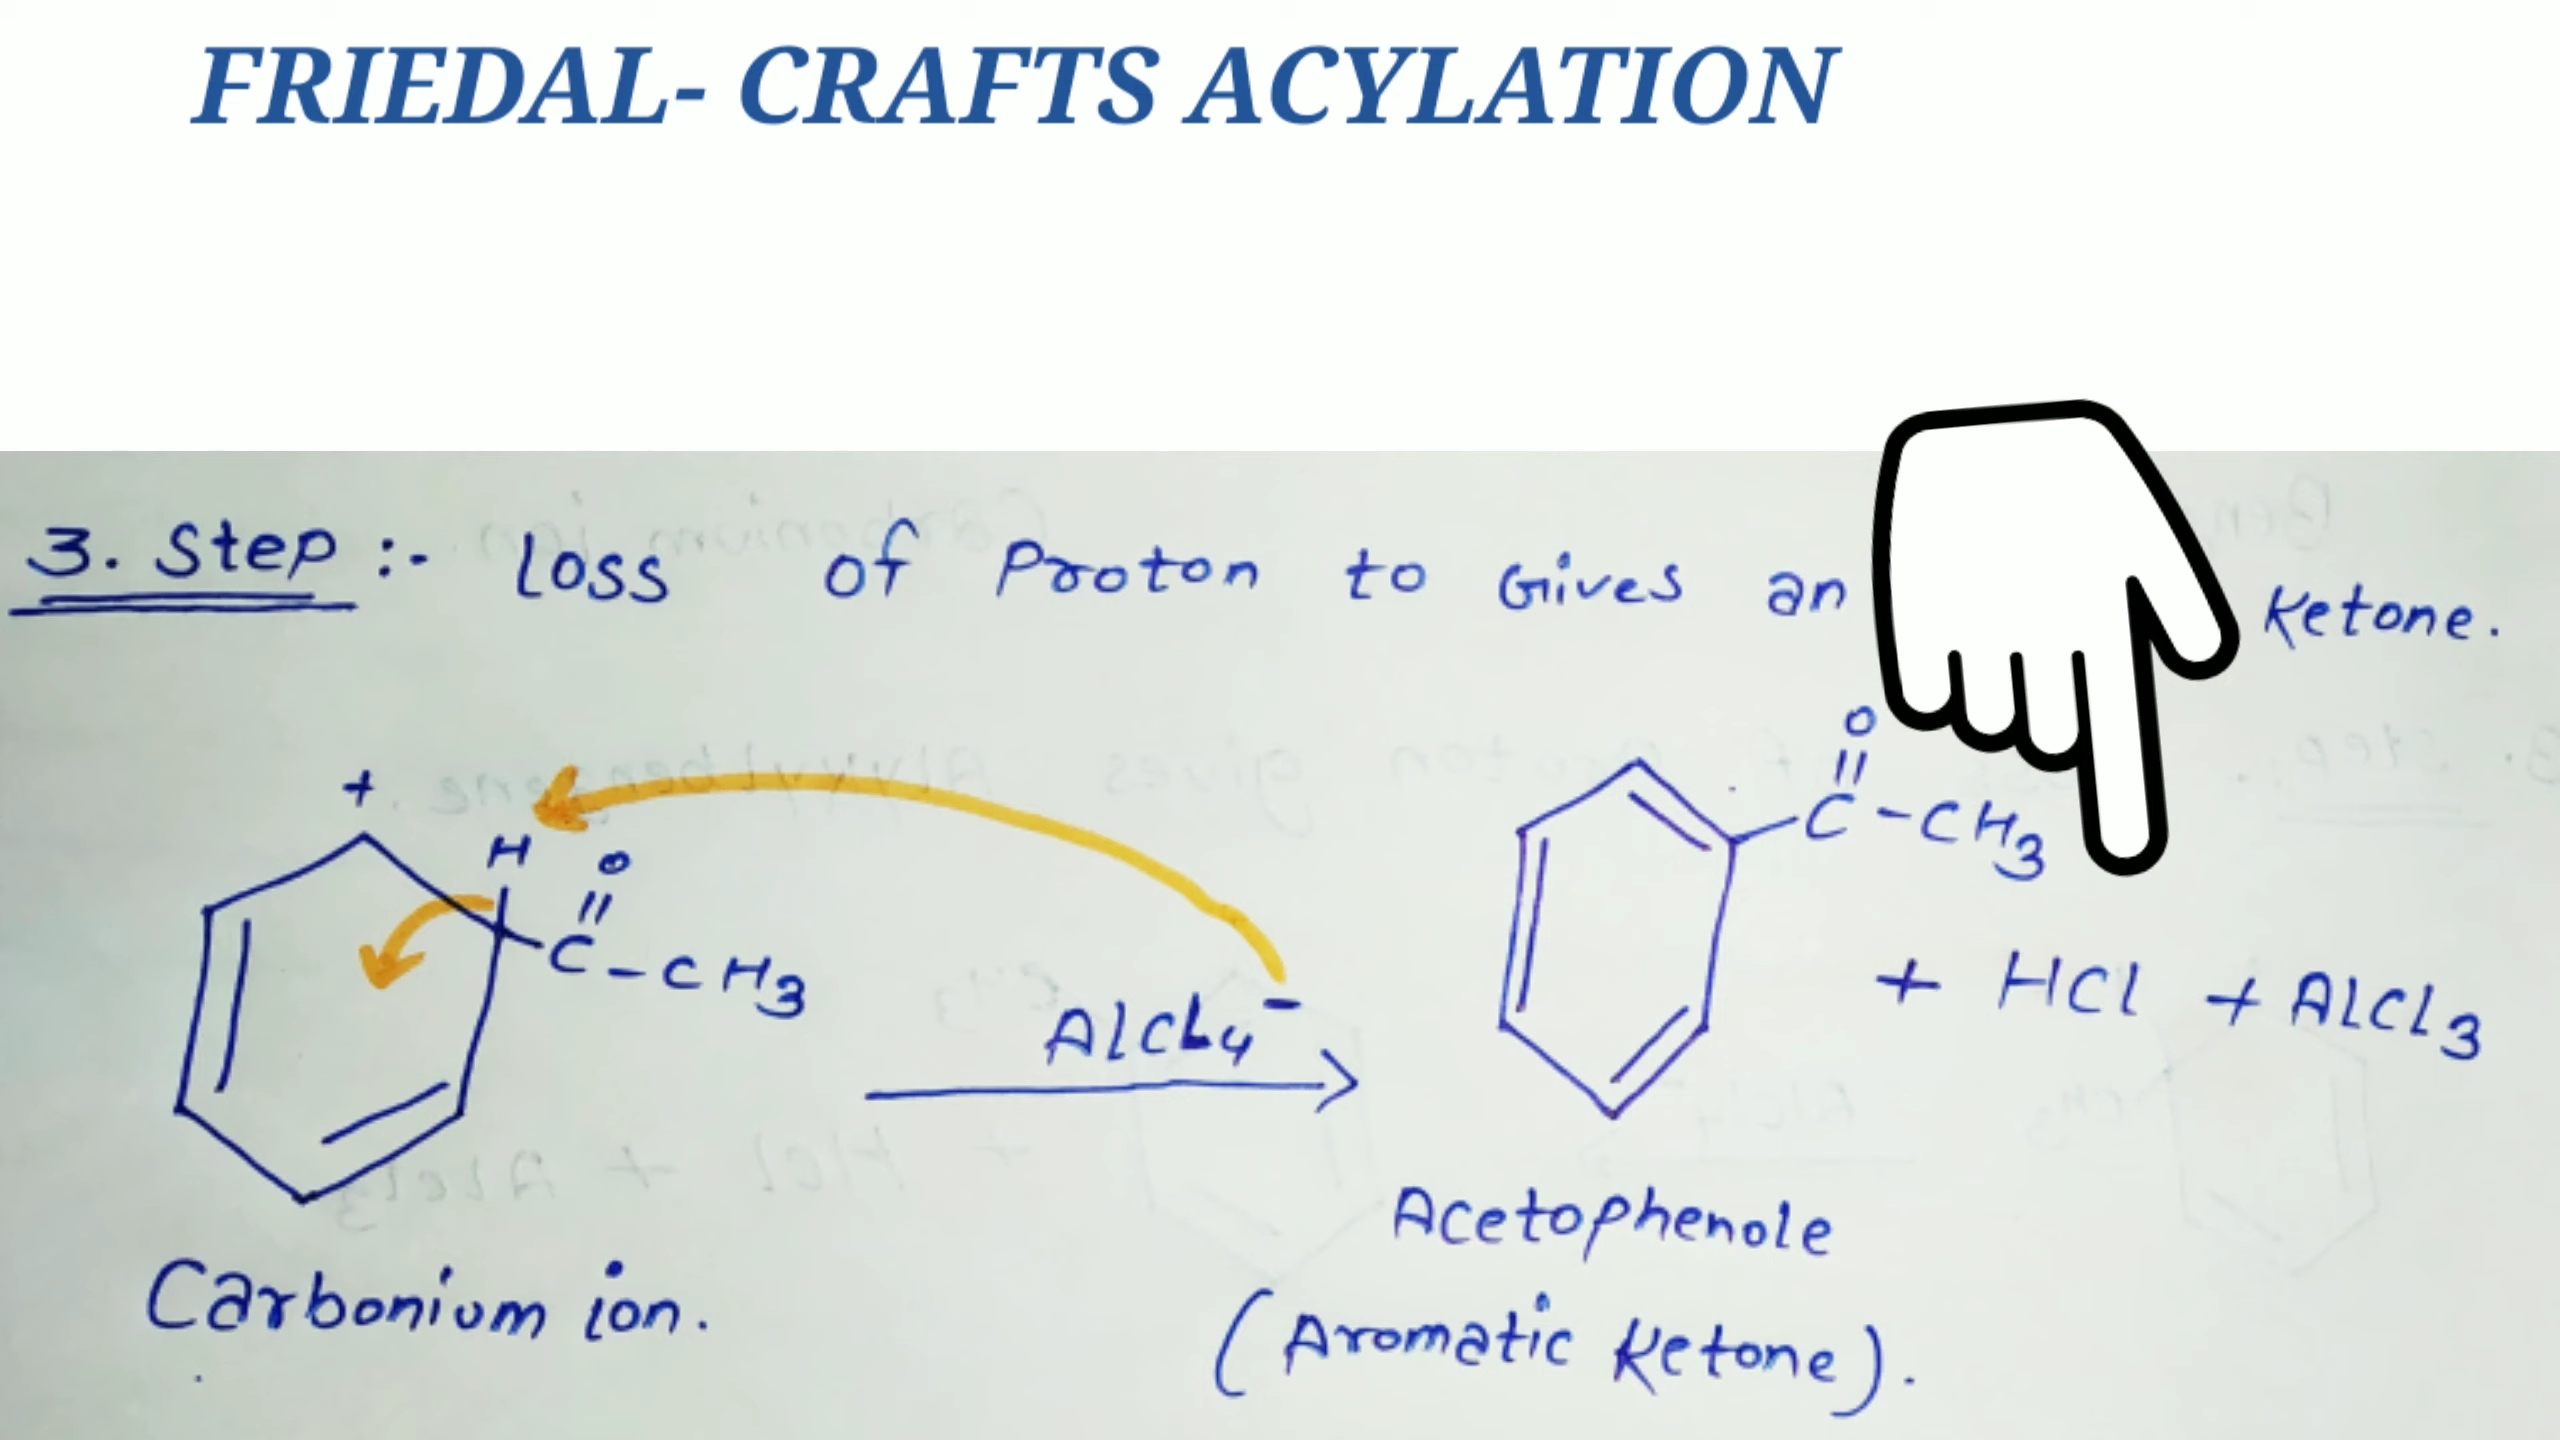 FRIEDAL- CRAFTS ACYLATION
3. Step :- Loss of Proton to Gives an Ketone.
+
H
O
C-CH3
AlCL4-
O
C-CH3
+ HCl + AlCl3
Carbonium ion.
Acetophenole
(Aromatic Ketone).